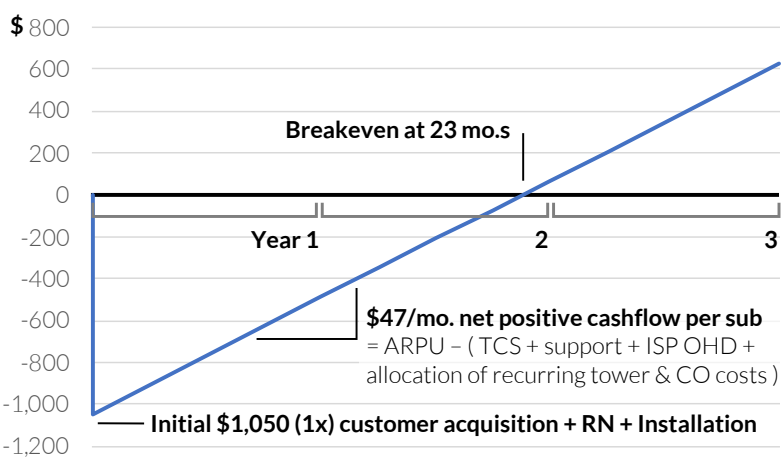 $ 800
600
400
Breakeven at 23 mo.s
200
0
Year 1
2
3
-200
-400
$47/mo. net positive cashflow per sub
-600
= ARPU – ( TCS + support + ISP OHD +
allocation of recurring tower & CO costs )
-800
-1,000
Initial $1,050 (1x) customer acquisition + RN + Installation
-1,200